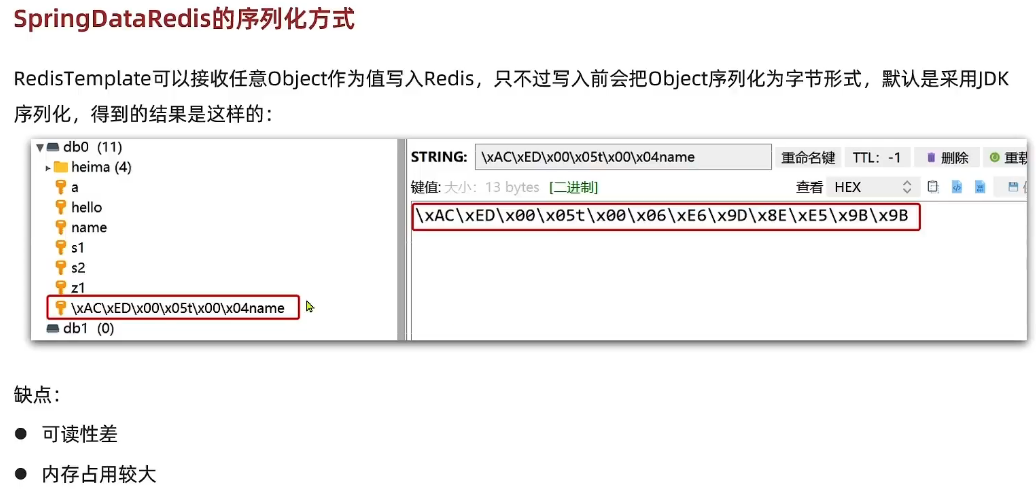 SpringDataRedis的序列化方式
RedisTemplate可以接收任意Object作为值写入Redis，只不过写入前会把Object序列化为字节形式，默认是采用JDK
序列化，得到的结果是这样的：
db0 (11)
heima (4)
a
hello
name
s1
s2
z1
\xAC\xED\x00\x05t\x00\x04name
db1 (0)
STRING: \xAC\xED\x00\x05t\x00\x04name 重命名键 TTL: -1 删除 重载
键值: 大小: 13 bytes [二进制] 查看 HEX
\xAC\xED\x00\x05t\x00\x06\xE6\x9D\x8E\xE5\x9B\x9B
缺点：
● 可读性差
● 内存占用较大